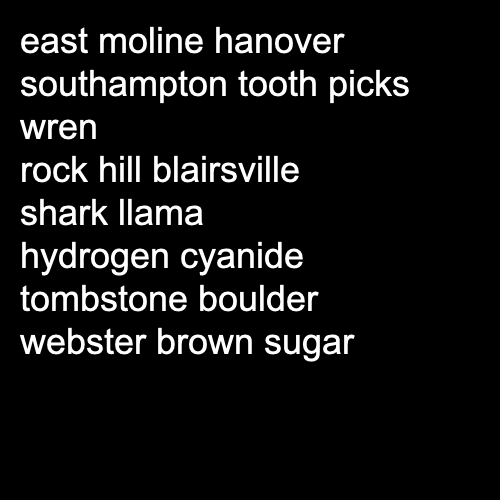 east moline hanover
southampton tooth picks
wren
rock hill blairsville
shark llama
hydrogen cyanide
tombstone boulder
webster brown sugar